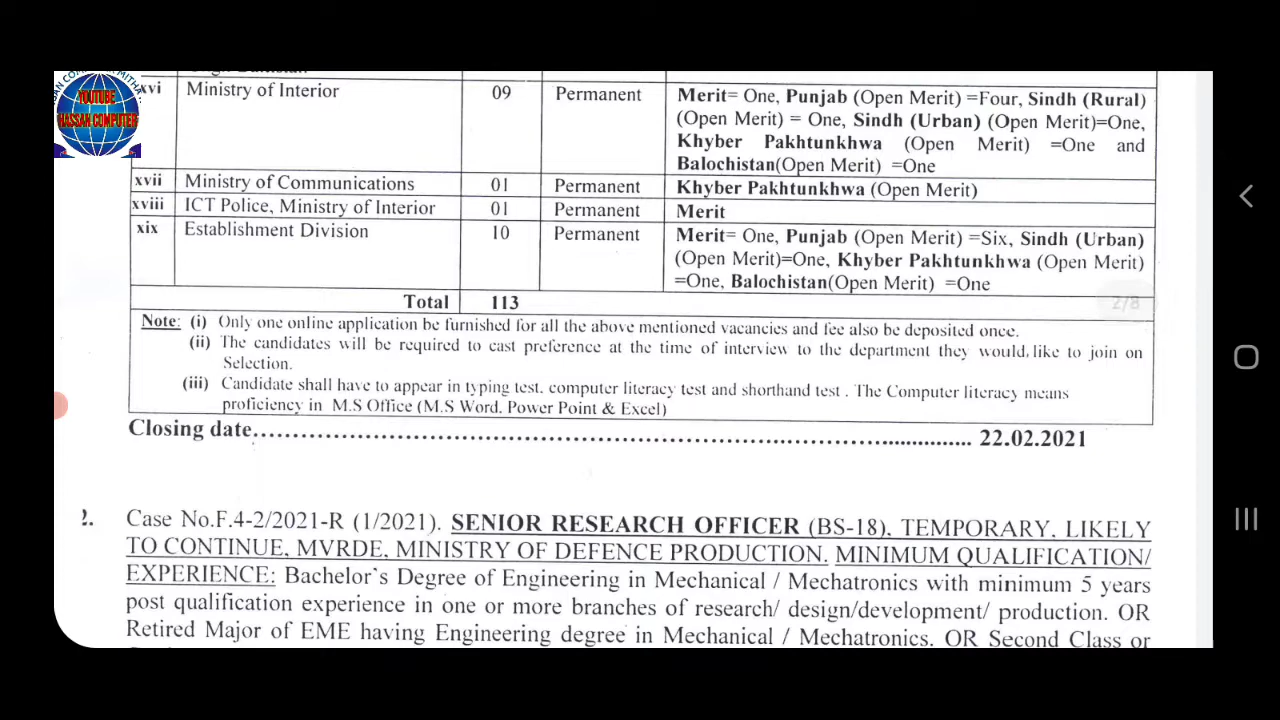 YOUTUBE
HASSAN COMPUTER
xvi Ministry of Interior 09 Permanent Merit= One, Punjab (Open Merit) =Four, Sindh (Rural)
(Open Merit) = One, Sindh (Urban) (Open Merit)=One,
Khyber Pakhtunkhwa (Open Merit) =One and
Balochistan(Open Merit) =One
xvii Ministry of Communications 01 Permanent Khyber Pakhtunkhwa (Open Merit)
xviii ICT Police, Ministry of Interior 01 Permanent Merit
xix Establishment Division 10 Permanent Merit= One, Punjab (Open Merit) =Six, Sindh (Urban)
(Open Merit)=One, Khyber Pakhtunkhwa (Open Merit)
=One, Balochistan(Open Merit) =One
Total 113
2/8
Note: (i) Only one online application be furnished for all the above mentioned vacancies and fee also be deposited once.
(ii) The candidates will be required to cast preference at the time of interview to the department they would like to join on
Selection.
(iii) Candidate shall have to appear in typing test, computer literacy test and shorthand test . The Computer literacy means
proficiency in M.S Office (M.S Word, Power Point & Excel)
Closing date........................................................................................ 22.02.2021
2. Case No.F.4-2/2021-R (1/2021). SENIOR RESEARCH OFFICER (BS-18), TEMPORARY, LIKELY
TO CONTINUE, MVRDE, MINISTRY OF DEFENCE PRODUCTION. MINIMUM QUALIFICATION/
EXPERIENCE: Bachelor's Degree of Engineering in Mechanical / Mechatronics with minimum 5 years
post qualification experience in one or more branches of research/ design/development/ production. OR
Retired Major of EME having Engineering degree in Mechanical / Mechatronics. OR Second Class or